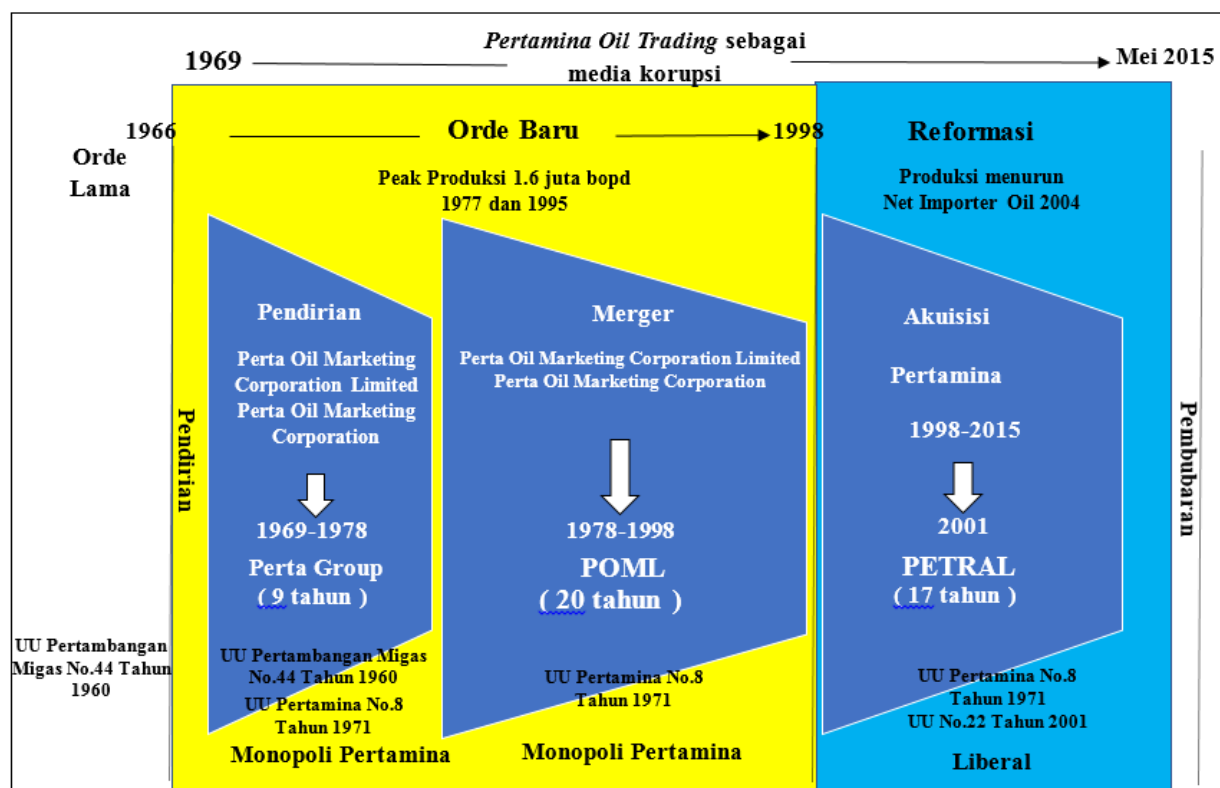 Pertamina Oil Trading sebagai
media korupsi
1969
Mei 2015
1966
Orde Baru
1998
Reformasi
Orde
Lama
Peak Produksi 1.6 juta bopd
1977 dan 1995
Produksi menurun
Net Importer Oil 2004
Pendirian
Pendirian
Perta Oil Marketing
Corporation Limited
Perta Oil Marketing
Corporation
1969-1978
Perta Group
( 9 tahun )
Merger
Perta Oil Marketing Corporation Limited
Perta Oil Marketing Corporation
1978-1998
POML
( 20 tahun )
Akuisisi
Pertamina
1998-2015
2001
PETRAL
( 17 tahun )
Pembubaran
UU Pertambangan
Migas No.44 Tahun
1960
UU Pertambangan Migas
No.44 Tahun 1960
UU Pertamina No.8
Tahun 1971
Monopoli Pertamina
UU Pertamina No.8
Tahun 1971
Monopoli Pertamina
UU Pertamina No.8
Tahun 1971
UU No.22 Tahun 2001
Liberal